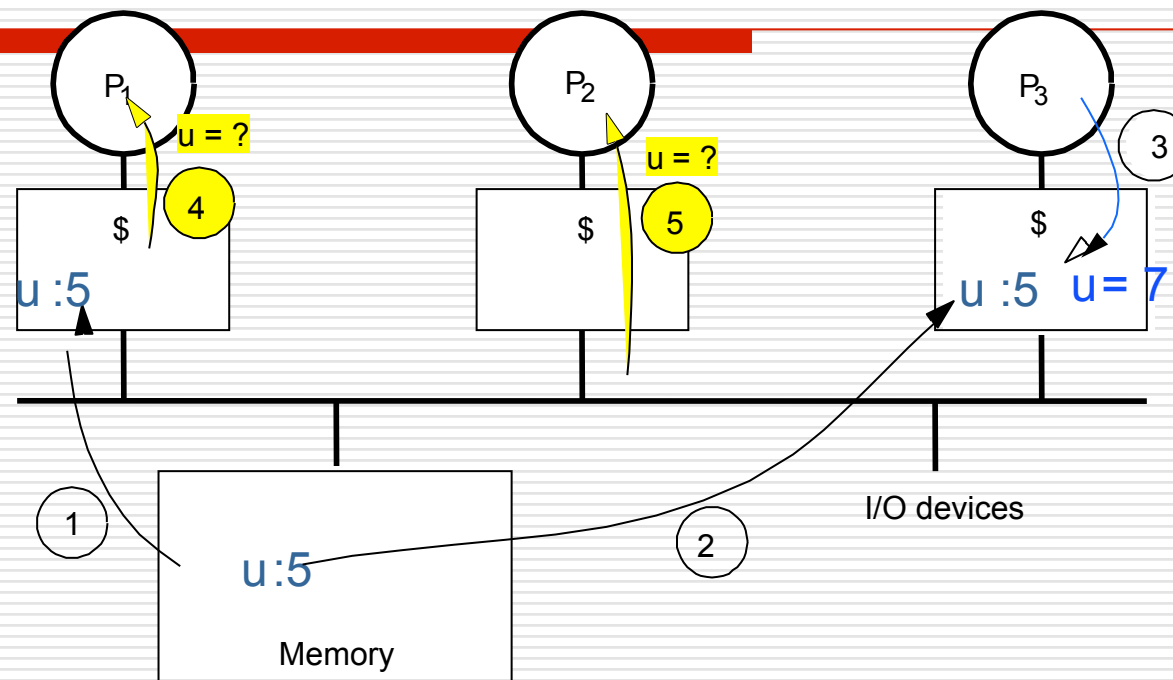 P1
P2
P3
u = ?
u = ?
3
4
5
$
$
$
u :5
u :5
u = 7
1
2
I/O devices
u :5
Memory